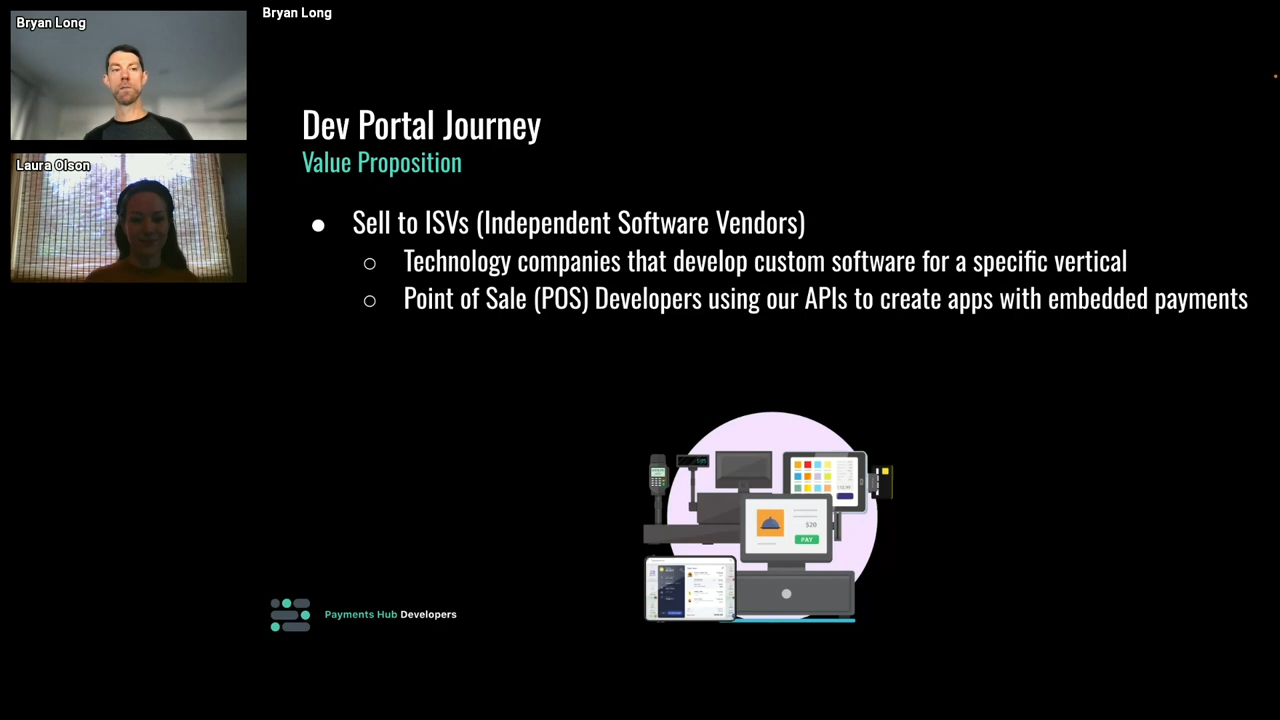 Bryan Long
Bryan Long
Laura Olson
Dev Portal Journey
Value Proposition
Sell to ISVs (Independent Software Vendors)
Technology companies that develop custom software for a specific vertical
Point of Sale (POS) Developers using our APIs to create apps with embedded payments
$20
PAY
Payments Hub Developers